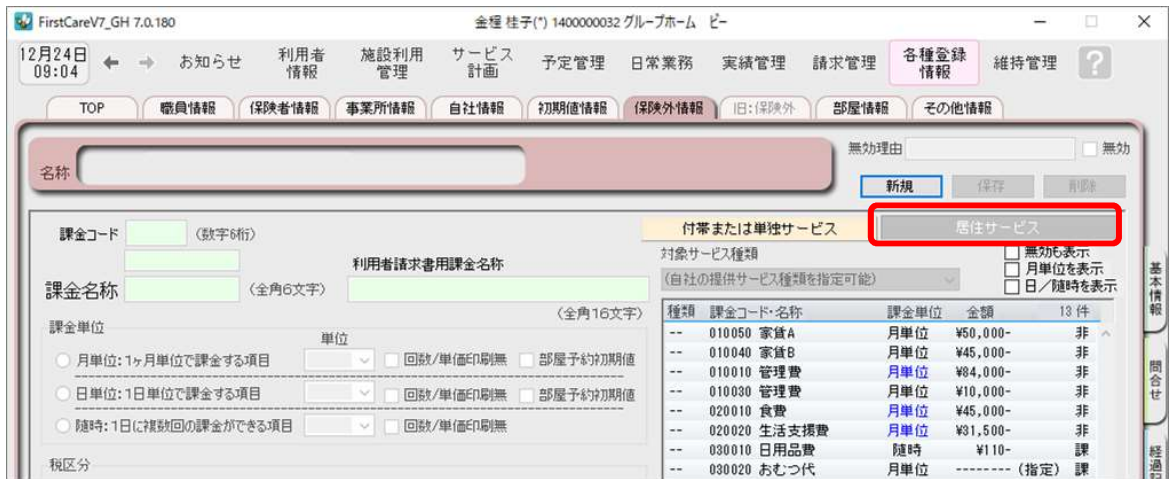 FirstCareV7_GH 7.0.180
金程 桂子(*) 1400000032 グループホーム ビー
12月24日
09:04
お知らせ
利用者
情報
施設利用
管理
サービス
計画
予定管理
日常業務
実績管理
請求管理
各種登録
情報
維持管理
?
TOP
職員情報
保険者情報
事業所情報
自社情報
初期値情報
保険外情報
旧:保険外
部屋情報
その他情報
無効理由
無効
名称
新規
保存
削除
課金コード
(数字6桁)
付帯または単独サービス
居住サービス
対象サービス種類
無効も表示
月単位を表示
日/随時を表示
(自社の提供サービス種類を指定可能)
利用者請求書用課金名称
課金名称
(全角6文字)
(全角16文字)
種類 課金コード・名称 課金単位 金額 13 件
-- 010050 家賃A 月単位 ¥50,000- 非
-- 010040 家賃B 月単位 ¥45,000- 非
-- 010010 管理費 月単位 ¥84,000- 非
-- 010030 管理費 月単位 ¥10,000- 非
-- 020010 食費 月単位 ¥45,000- 非
-- 020020 生活支援費 月単位 ¥31,500- 非
-- 030010 日用品費 随時 ¥110- 課
-- 030020 おむつ代 月単位 -------- (指定) 課
課金単位
単位
月単位:1ヶ月単位で課金する項目
回数/単価印刷無
部屋予約初期値
日単位:1日単位で課金する項目
回数/単価印刷無
部屋予約初期値
随時:1日に複数回の課金ができる項目
回数/単価印刷無
税区分
基本情報
問合せ